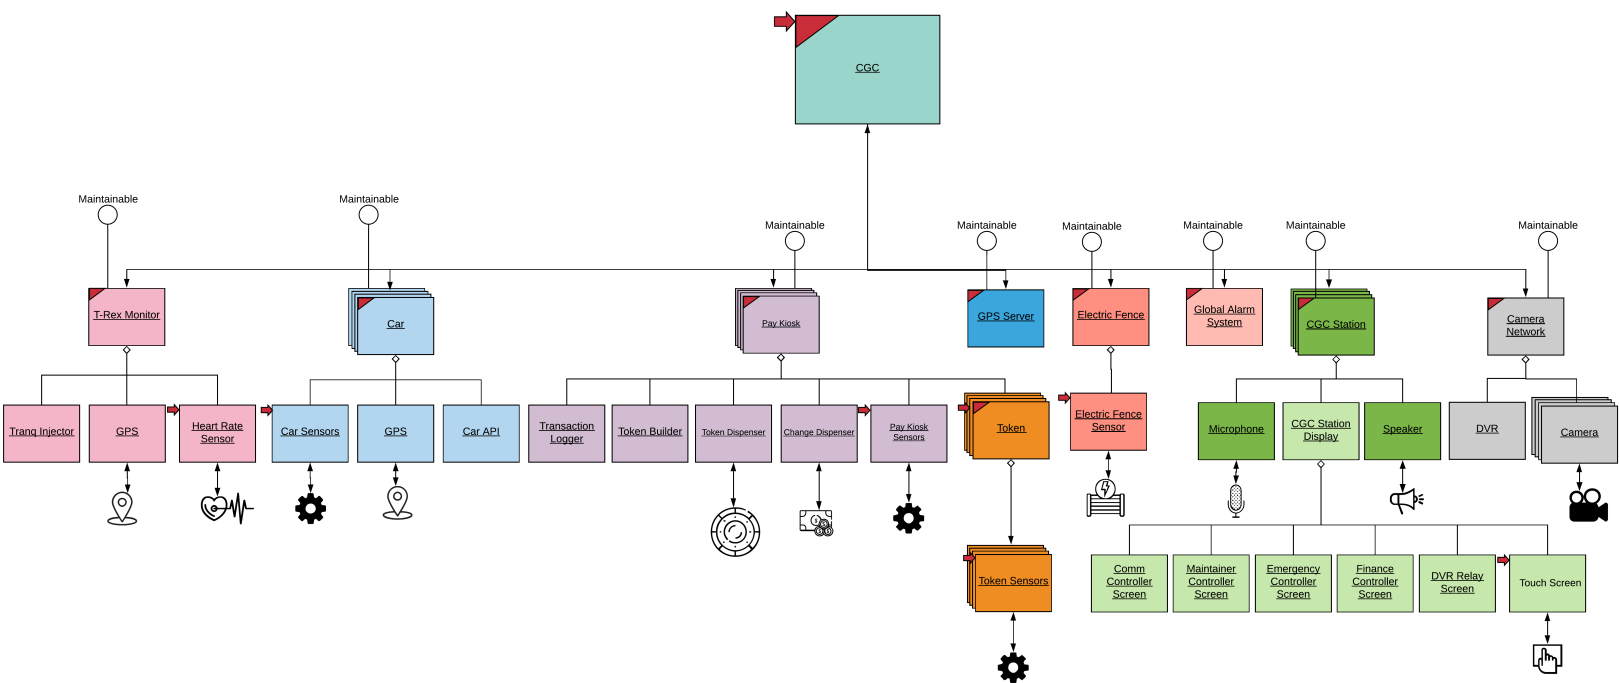 CGC
Maintainable
Maintainable
Maintainable
Maintainable
Maintainable
Maintainable
Maintainable
Maintainable
T-Rex Monitor
Car
Pay Kiosk
GPS Server
Electric Fence
Global Alarm
System
CGC Station
Camera
Network
Tranq Injector
GPS
Heart Rate
Sensor
Car Sensors
GPS
Car API
Transaction
Logger
Token Builder
Token Dispenser
Change Dispenser
Pay Kiosk
Sensors
Token
Electric Fence
Sensor
Microphone
CGC Station
Display
Speaker
DVR
Camera
Token Sensors
Comm
Controller
Screen
Maintainer
Controller
Screen
Emergency
Controller
Screen
Finance
Controller
Screen
DVR Relay
Screen
Touch Screen